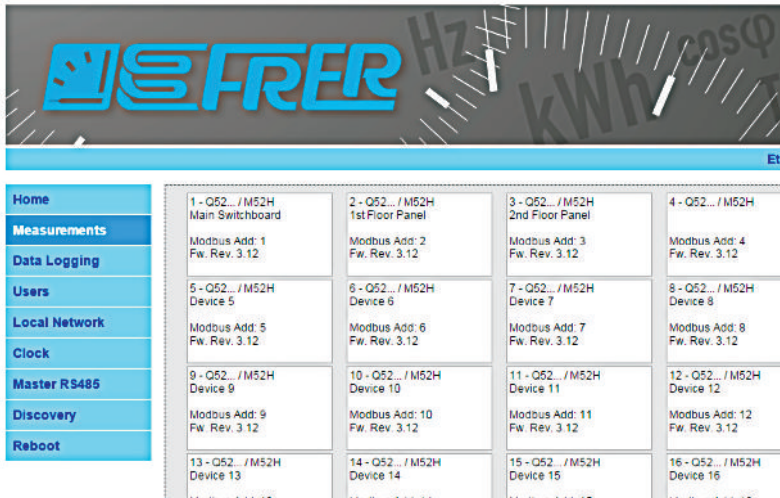 FRER
Hz
kWh
cosφ
Home
Measurements
Data Logging
Users
Local Network
Clock
Master RS485
Discovery
Reboot
1 - Q52... / M52H
Main Switchboard
Modbus Add: 1
Fw. Rev. 3.12
2 - Q52... / M52H
1st Floor Panel
Modbus Add: 2
Fw. Rev. 3.12
3 - Q52... / M52H
2nd Floor Panel
Modbus Add: 3
Fw. Rev. 3.12
4 - Q52... / M52H
Modbus Add: 4
Fw. Rev. 3.12
5 - Q52... / M52H
Device 5
Modbus Add: 5
Fw. Rev. 3.12
6 - Q52... / M52H
Device 6
Modbus Add: 6
Fw. Rev. 3.12
7 - Q52... / M52H
Device 7
Modbus Add: 7
Fw. Rev. 3.12
8 - Q52... / M52H
Device 8
Modbus Add: 8
Fw. Rev. 3.12
9 - Q52... / M52H
Device 9
Modbus Add: 9
Fw. Rev. 3.12
10 - Q52... / M52H
Device 10
Modbus Add: 10
Fw. Rev. 3.12
11 - Q52... / M52H
Device 11
Modbus Add: 11
Fw. Rev. 3.12
12 - Q52... / M52H
Device 12
Modbus Add: 12
Fw. Rev. 3.12
13 - Q52... / M52H
Device 13
14 - Q52... / M52H
Device 14
15 - Q52... / M52H
Device 15
16 - Q52... / M52H
Device 16